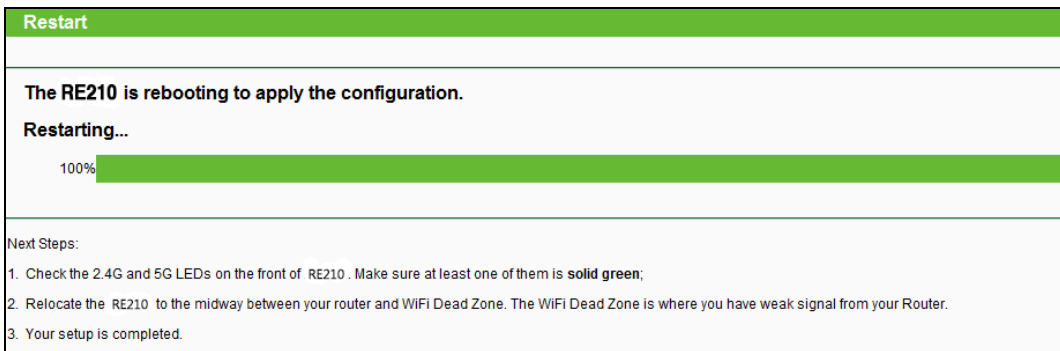 Restart
The RE210 is rebooting to apply the configuration.
Restarting...
100%
Next Steps:
1. Check the 2.4G and 5G LEDs on the front of RE210. Make sure at least one of them is solid green;
2. Relocate the RE210 to the midway between your router and WiFi Dead Zone. The WiFi Dead Zone is where you have weak signal from your Router.
3. Your setup is completed.